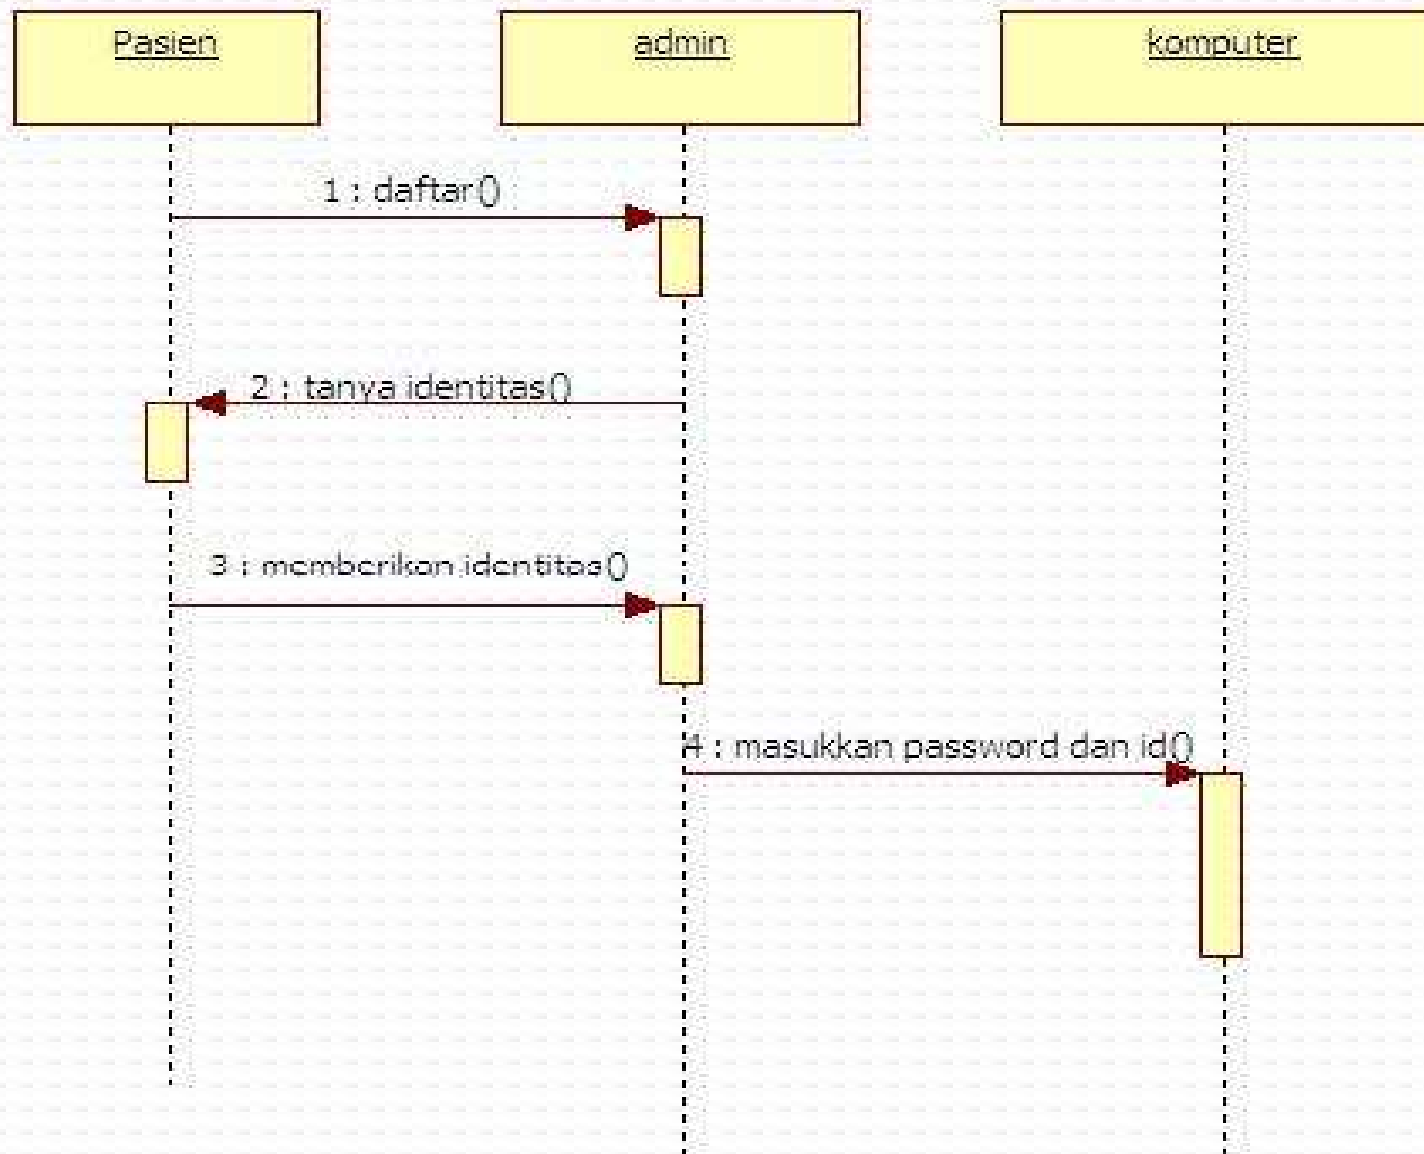 Pasien
admin
komputer
1 : daftar()
2 : tanya identitas()
3 : memberikan identitas()
4 : masukkan password dan id()